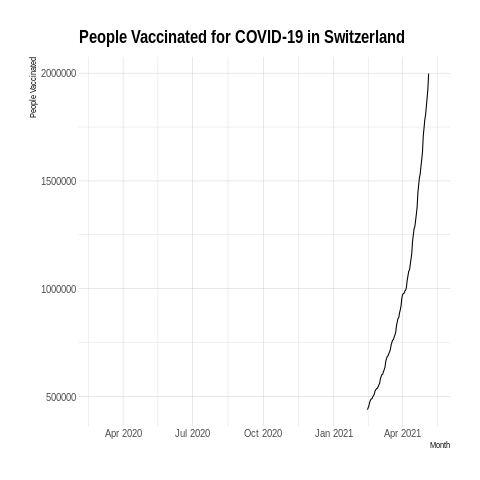 People Vaccinated for COVID-19 in Switzerland
People Vaccinated
2000000
1500000
1000000
500000
Apr 2020 Jul 2020 Oct 2020 Jan 2021 Apr 2021
Month